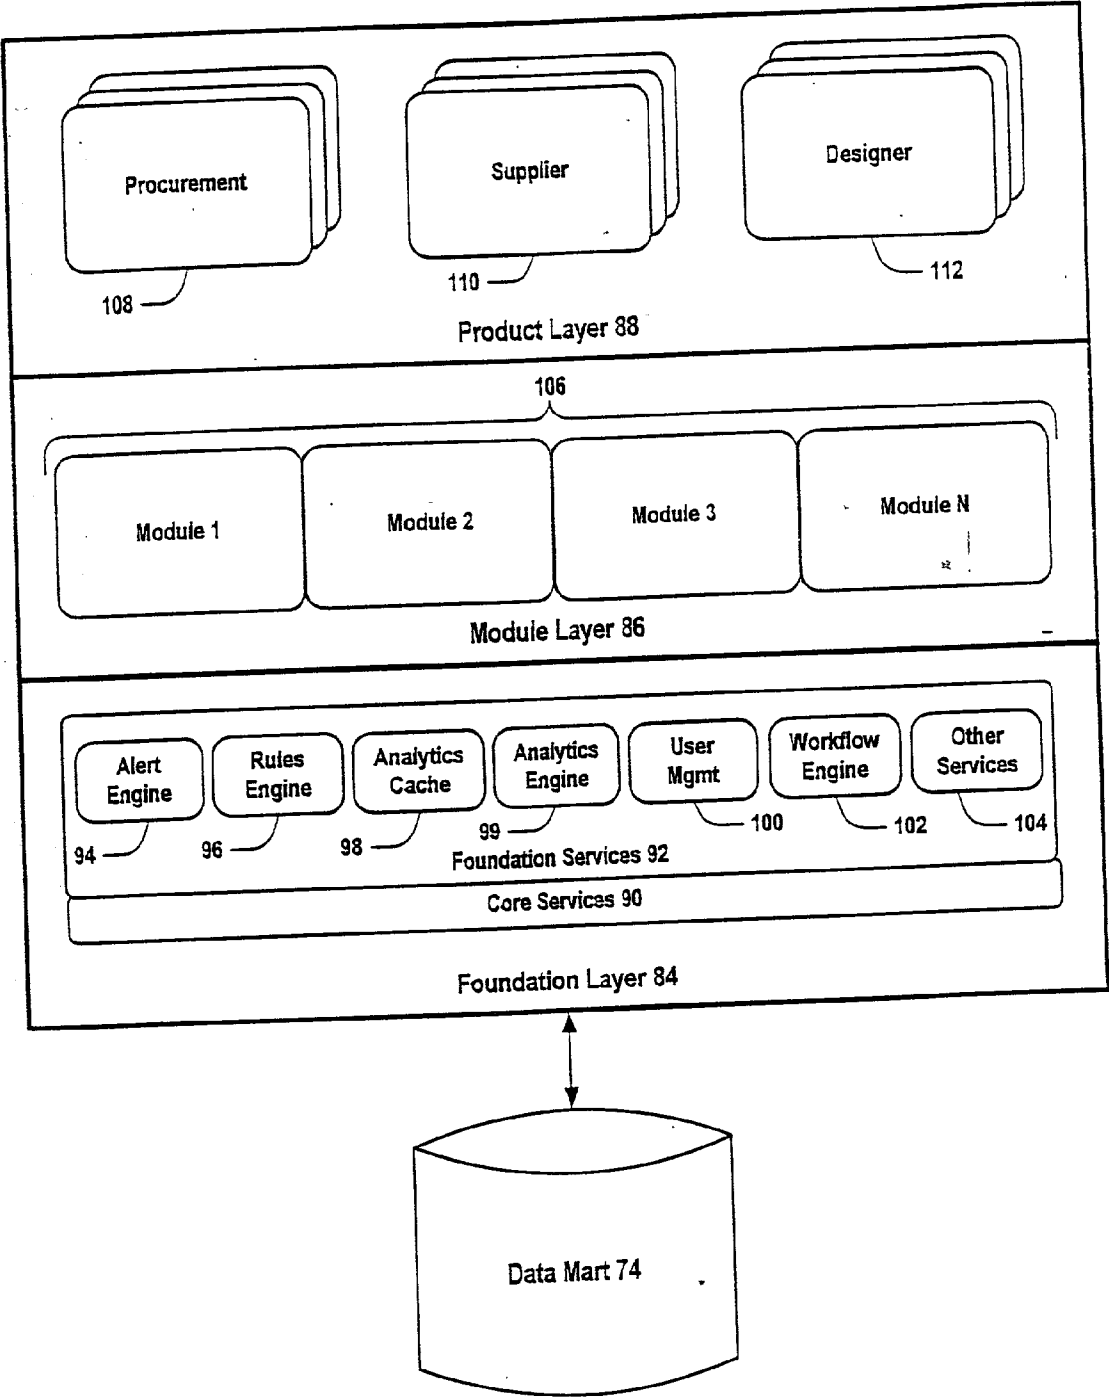 Procurement
Supplier
Designer
108
110
112
Product Layer 88
106
Module 1
Module 2
Module 3
Module N
Module Layer 86
Alert
Engine
Rules
Engine
Analytics
Cache
Analytics
Engine
User
Mgmt
Workflow
Engine
Other
Services
94
96
98
99
100
102
104
Foundation Services 92
Core Services 90
Foundation Layer 84
Data Mart 74